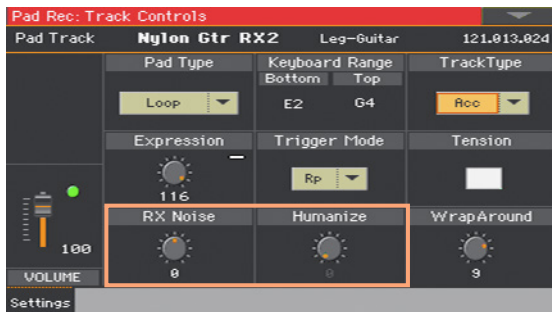 Pad Rec: Track Controls
Pad Track Nylon Gtr RX2 Leg-Guitar 121.013.024
Pad Type Keyboard Range TrackType
Bottom Top
Loop E2 G4 Acc
Expression Trigger Mode Tension
Rp
116
RX Noise Humanize WrapAround
100
0 0 9
VOLUME
Settings